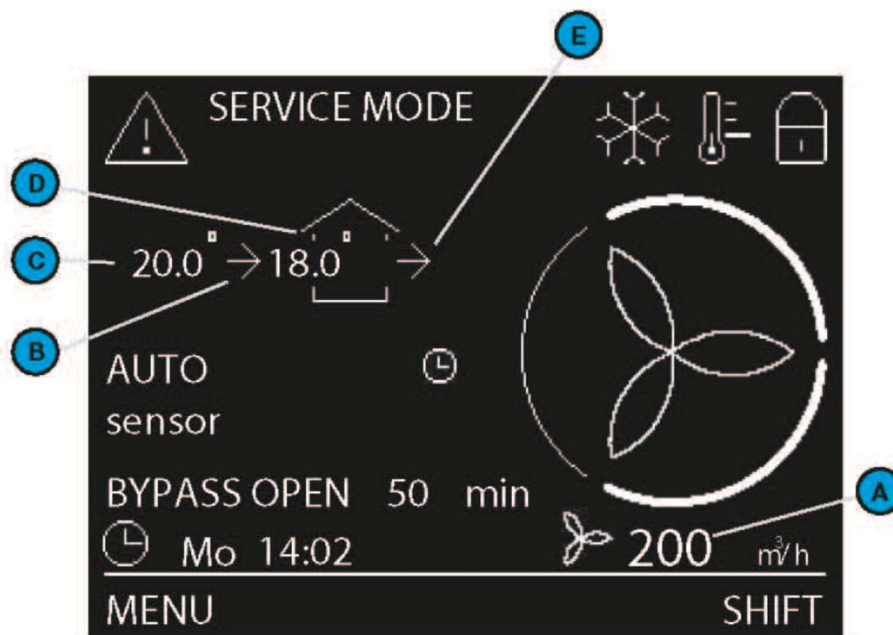 E
SERVICE MODE
D
C
20.0° 18.0°
B
AUTO
sensor
BYPASS OPEN 50 min
A
Mo 14:02 200 m³/h
MENU SHIFT